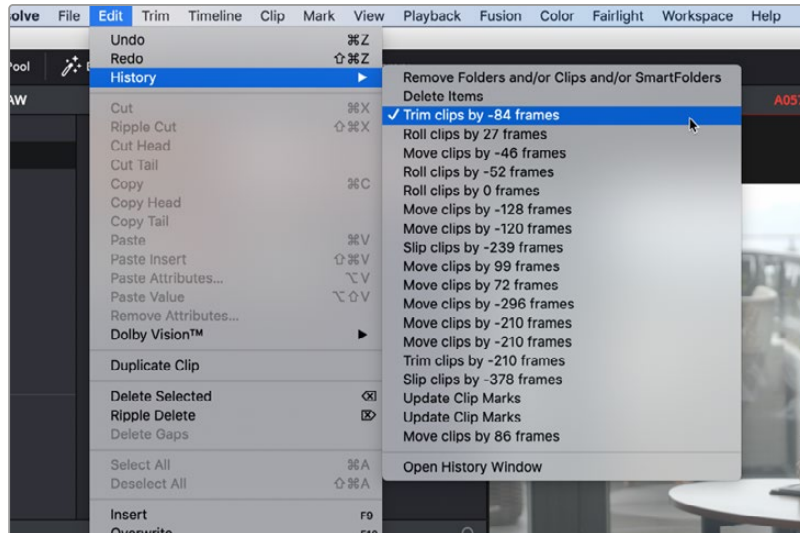 olve File Edit Trim Timeline Clip Mark View Playback Fusion Color Fairlight Workspace Help
ool
AW
A057
Undo ⌘Z
Redo ⇧⌘Z
History ▶
Cut ⌘X
Ripple Cut ⇧⌘X
Cut Head
Cut Tail
Copy ⌘C
Copy Head
Copy Tail
Paste ⌘V
Paste Insert ⇧⌘V
Paste Attributes... ⌥V
Paste Value ⌥⇧V
Remove Attributes...
Dolby Vision™ ▶
Duplicate Clip
Delete Selected ⌫
Ripple Delete ⌦
Delete Gaps
Select All ⌘A
Deselect All ⇧⌘A
Insert F9
Overwrite F10
Remove Folders and/or Clips and/or SmartFolders
Delete Items
✓ Trim clips by -84 frames
Roll clips by 27 frames
Move clips by -46 frames
Roll clips by -52 frames
Roll clips by 0 frames
Move clips by -128 frames
Move clips by -120 frames
Slip clips by -239 frames
Move clips by 99 frames
Move clips by 72 frames
Move clips by -296 frames
Move clips by -210 frames
Move clips by -210 frames
Trim clips by -210 frames
Slip clips by -378 frames
Update Clip Marks
Update Clip Marks
Move clips by 86 frames
Open History Window